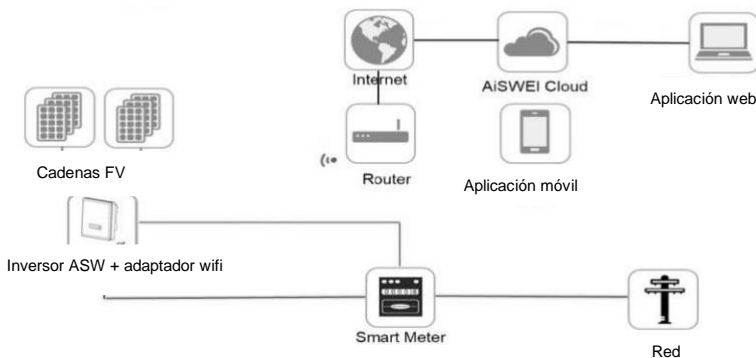 Internet
AiSWEI Cloud
Aplicación web
Cadenas FV
Router
Aplicación móvil
Inversor ASW + adaptador wifi
Smart Meter
Red